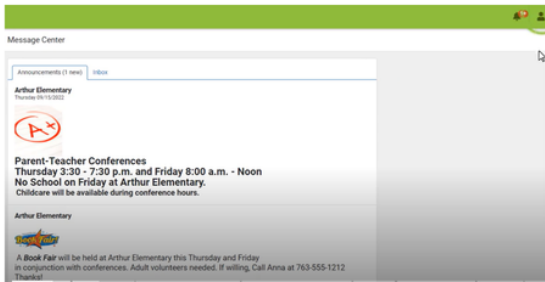 Message Center
Announcements (1 new) Inbox
Arthur Elementary
Thursday 09/15/2022
A+
Parent-Teacher Conferences
Thursday 3:30 - 7:30 p.m. and Friday 8:00 a.m. - Noon
No School on Friday at Arthur Elementary.
Childcare will be available during conference hours.
Arthur Elementary
Book Fair!
A Book Fair will be held at Arthur Elementary this Thursday and Friday
in conjunction with conferences. Adult volunteers needed. If willing, Call Anna at 763-555-1212
Thanks!